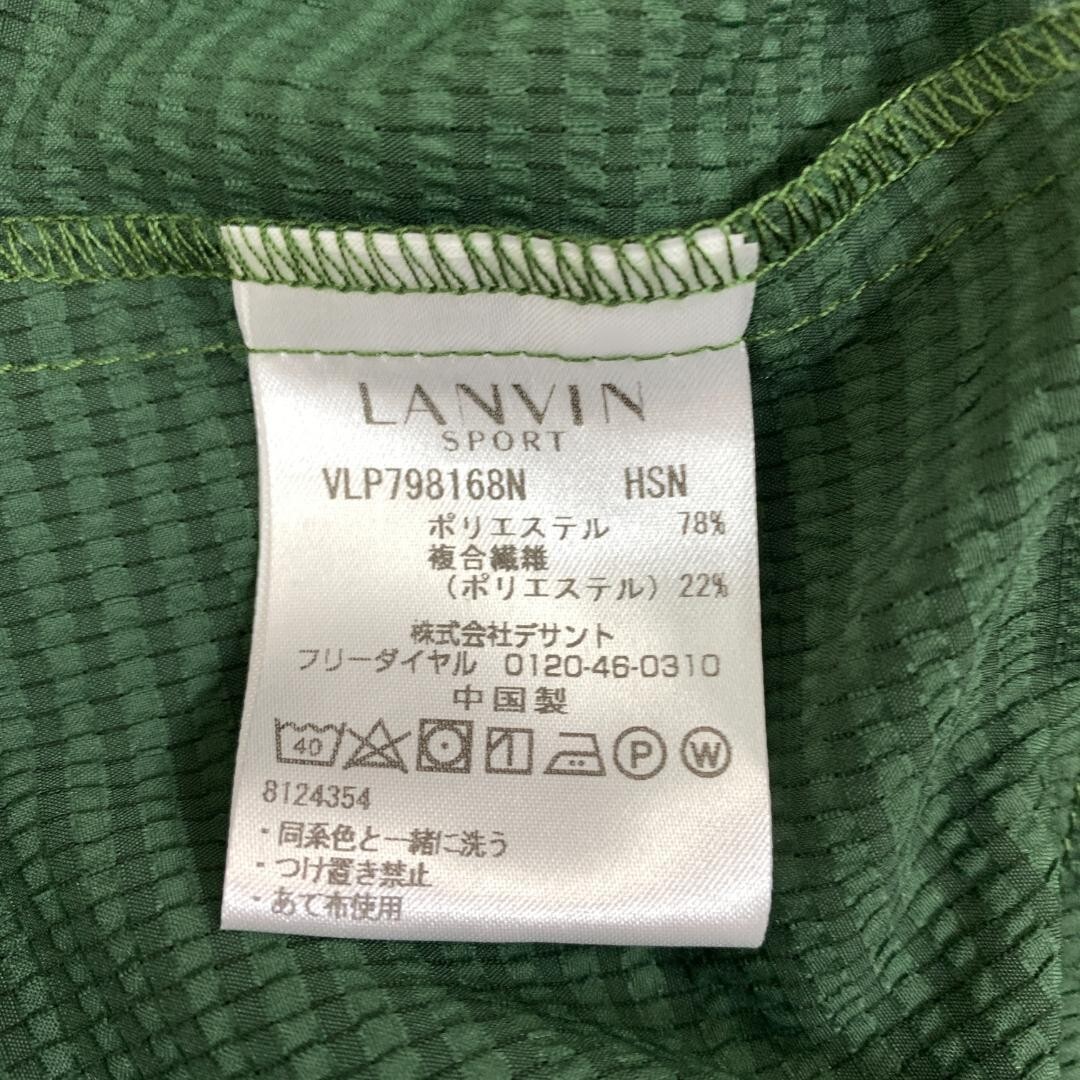 LANVIN
SPORT
VLP798168N HSN
ポリエステル 78%
複合繊維
(ポリエステル) 22%
株式会社デサント
フリーダイヤル 0120-46-0310
中国製
40 P W
8124354
・同系色と一緒に洗う
・つけ置き禁止
・あて布使用